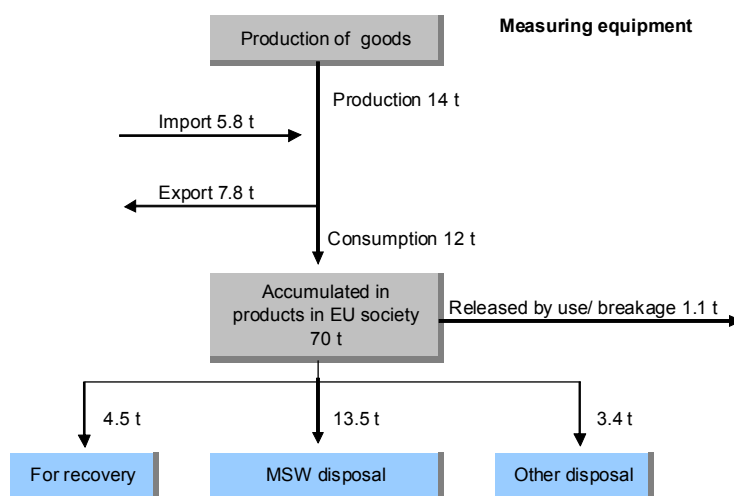 Measuring equipment
Production of goods
Production 14 t
Import 5.8 t
Export 7.8 t
Consumption 12 t
Accumulated in
products in EU society
70 t
Released by use/ breakage 1.1 t
4.5 t
13.5 t
3.4 t
For recovery
MSW disposal
Other disposal